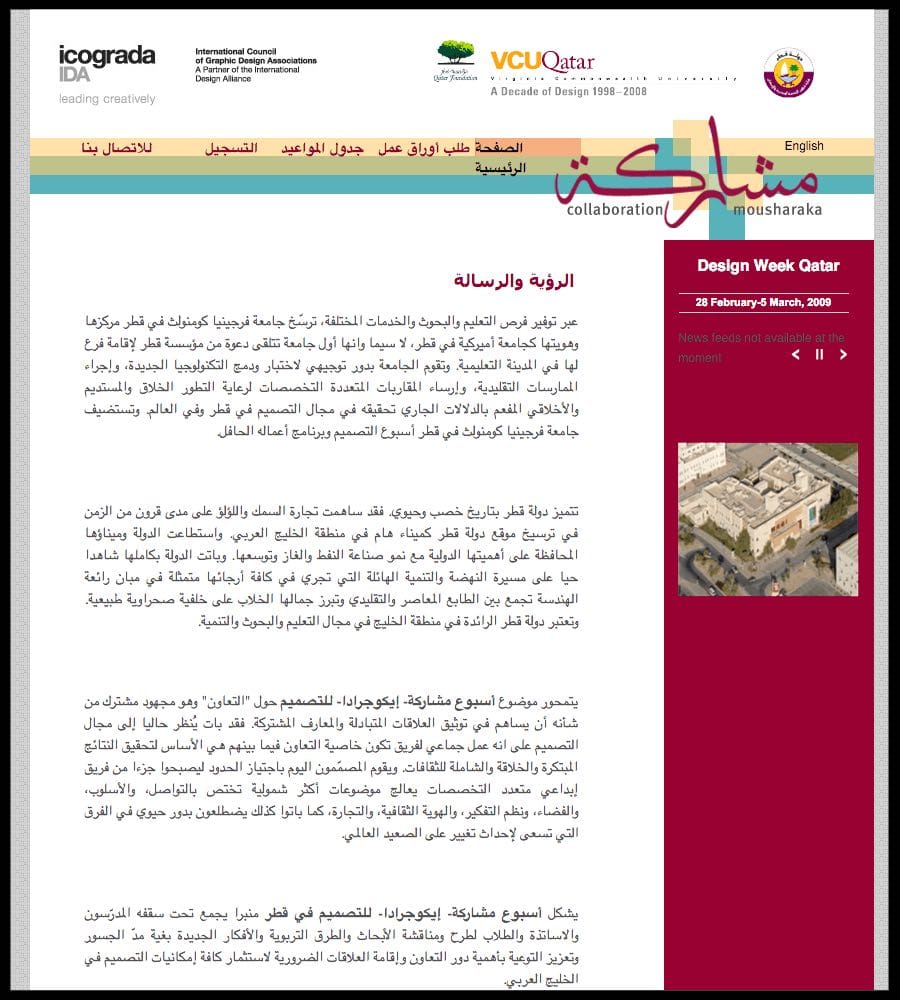 icograda
IDA
leading creatively
International Council
of Graphic Design Associations
A Partner of the International
Design Alliance
Qatar Foundation
VCUQatar
Virginia Commonwealth University
A Decade of Design 1998–2008
English
الصفحة الرئيسية
طلب أوراق عمل
جدول المواعيد
التسجيل
للاتصال بنا
مشاركة
collaboration
mousharaka
Design Week Qatar
28 February-5 March, 2009
News feeds not available at the
moment
الرؤية والرسالة
عبر توفير فرص التعليم والبحوث والخدمات المختلفة، ترسّخ جامعة فرجينيا كومنولث في قطر مركزها
وهويتها كجامعة أميركية في قطر، لا سيما وانها أول جامعة تتلقى دعوة من مؤسسة قطر لإقامة فرع
لها في المدينة التعليمية. وتقوم الجامعة بدور توجيهي لاختبار ودمج التكنولوجيا الجديدة، وإجراء
الممارسات التقليدية، وإرساء المقاربات المتعددة التخصصات لرعاية التطور الخلاق والمستديم
والأخلاقي المفعم بالدلالات الجاري تحقيقه في مجال التصميم في قطر وفي العالم. وتستضيف
جامعة فرجينيا كومنولث في قطر أسبوع التصميم وبرنامج أعماله الحافل.
تتميز دولة قطر بتاريخ خصب وحيوي. فقد ساهمت تجارة السمك واللؤلؤ على مدى قرون من الزمن
في ترسيخ موقع دولة قطر كميناء هام في منطقة الخليج العربي. واستطاعت الدولة وميناؤها
المحافظة على أهميتها الدولية مع نمو صناعة النفط والغاز وتوسعها. وباتت الدولة بكاملها شاهدا
حيا على مسيرة النهضة والتنمية الهائلة التي تجري في كافة أرجائها متمثلة في مبان رائعة
الهندسة تجمع بين الطابع المعاصر والتقليدي وتبرز جمالها الخلاب على خلفية صحراوية طبيعية.
وتعتبر دولة قطر الرائدة في منطقة الخليج في مجال التعليم والبحوث والتنمية.
يتمحور موضوع أسبوع مشاركة- إيكوجرادا- للتصميم حول "التعاون" وهو مجهود مشترك من
شأنه أن يساهم في توثيق العلاقات المتبادلة والمعارف المشتركة. فقد بات يُنظر حاليا إلى مجال
التصميم على انه عمل جماعي لفريق تكون خاصية التعاون فيما بينهم هي الأساس لتحقيق النتائج
المبتكرة والخلاقة والشاملة للثقافات. ويقوم المصمّمون اليوم باجتياز الحدود ليصبحوا جزءا من فريق
إبداعي متعدد التخصصات يعالج موضوعات أكثر شمولية تختص بالتواصل، والأسلوب،
والفضاء، ونظم التفكير، والهوية الثقافية، والتجارة، كما باتوا كذلك يضطلعون بدور حيوي في الفرق
التي تسعى لإحداث تغيير على الصعيد العالمي.
يشكل أسبوع مشاركة- إيكوجرادا- للتصميم في قطر منبرا يجمع تحت سقفه المدرّسون
والاساتذة والطلاب لطرح ومناقشة الأبحاث والطرق التربوية والأفكار الجديدة بغية مدّ الجسور
وتعزيز التوعية بأهمية دور التعاون وإقامة العلاقات الضرورية لاستثمار كافة إمكانيات التصميم في
الخليج العربي.